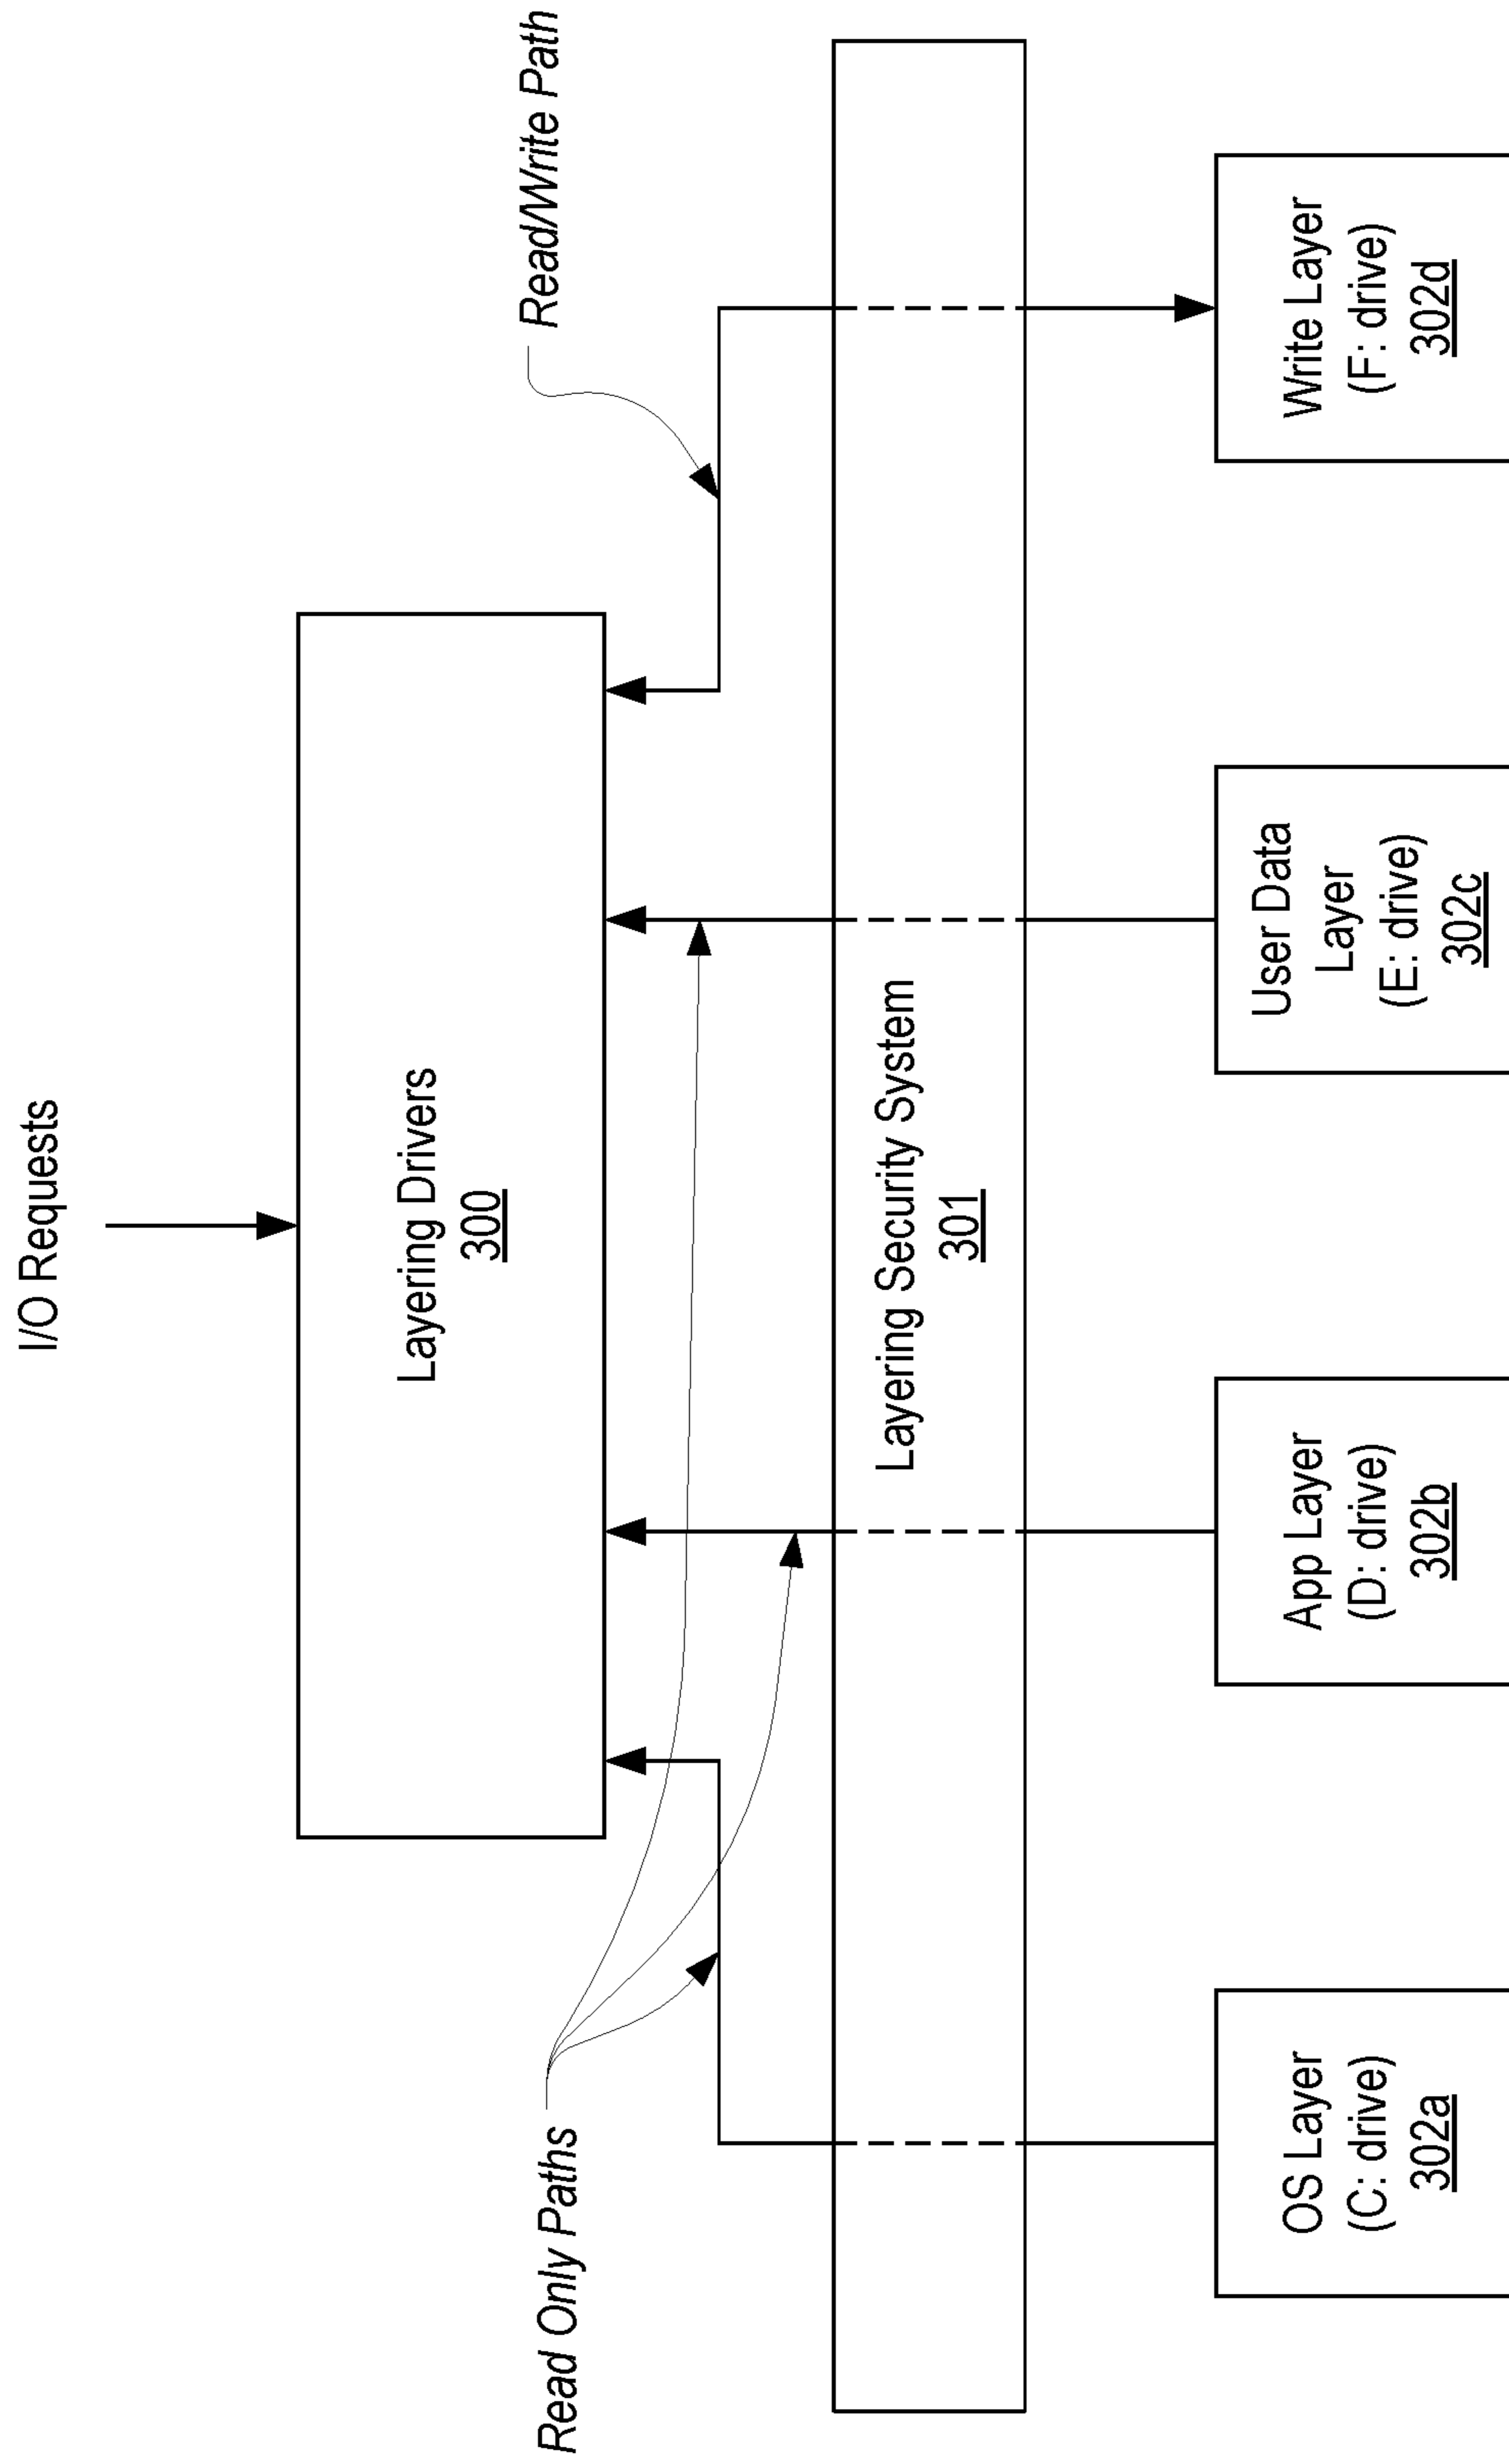 I/O Requests
Layering Drivers
300
Read Only Paths
Read/Write Path
Layering Security System
301
OS Layer
(C: drive)
302a
App Layer
(D: drive)
302b
User Data
Layer
(E: drive)
302c
Write Layer
(F: drive)
302d